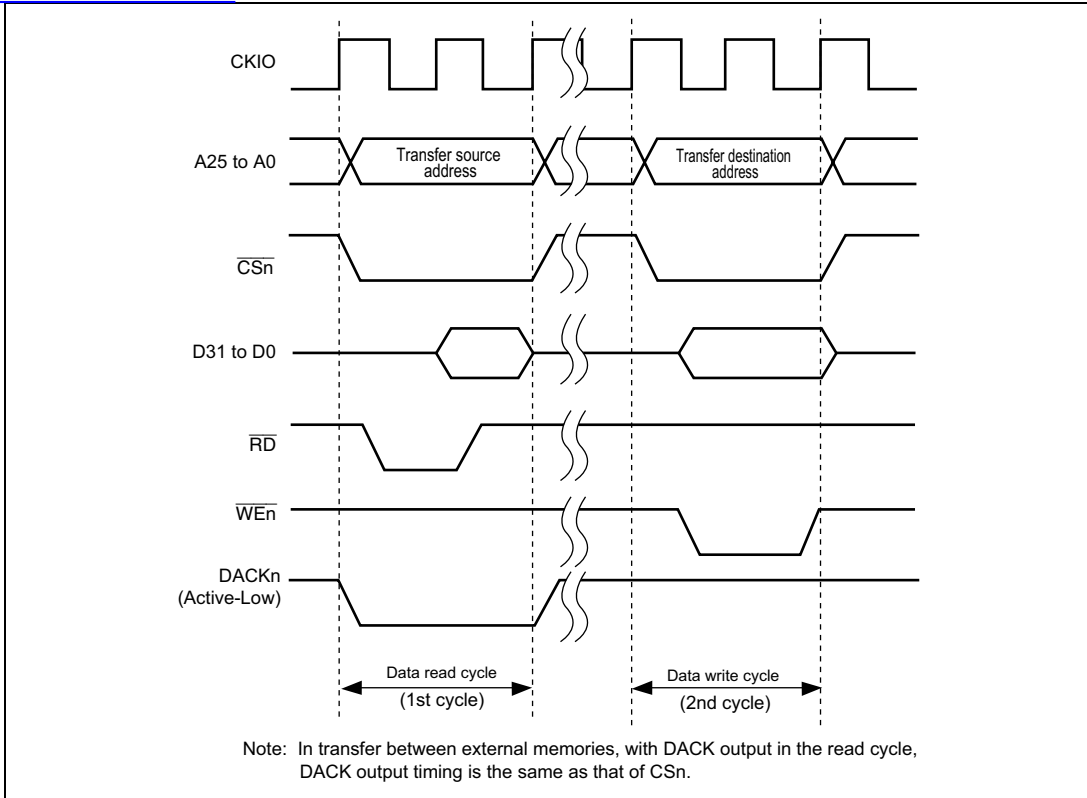 CKIO
A25 to A0
Transfer source
address
Transfer destination
address
CSn
D31 to D0
RD
WEn
DACKn
(Active-Low)
Data read cycle
(1st cycle)
Data write cycle
(2nd cycle)
Note: In transfer between external memories, with DACK output in the read cycle,
DACK output timing is the same as that of CSn.